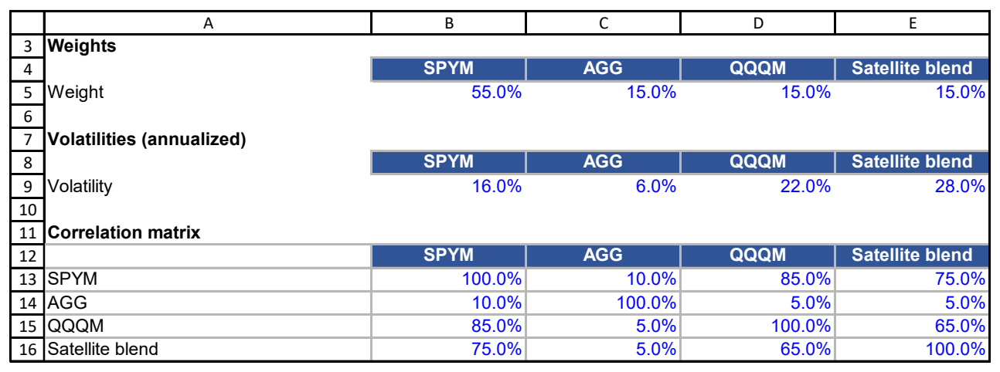 A B C D E
3 Weights
4 SPYM AGG QQQM Satellite blend
5 Weight 55.0% 15.0% 15.0% 15.0%
6
7 Volatilities (annualized)
8 SPYM AGG QQQM Satellite blend
9 Volatility 16.0% 6.0% 22.0% 28.0%
10
11 Correlation matrix
12 SPYM AGG QQQM Satellite blend
13 SPYM 100.0% 10.0% 85.0% 75.0%
14 AGG 10.0% 100.0% 5.0% 5.0%
15 QQQM 85.0% 5.0% 100.0% 65.0%
16 Satellite blend 75.0% 5.0% 65.0% 100.0%